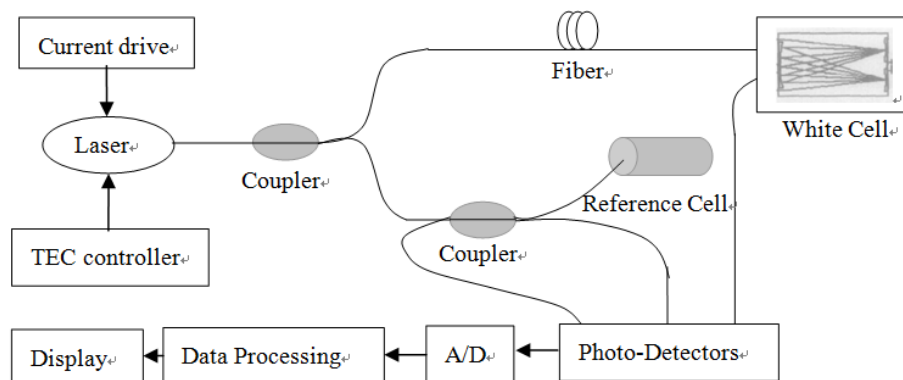 Current drive
Fiber
White Cell
Laser
Coupler
Reference Cell
TEC controller
Coupler
Display
Data Processing
A/D
Photo-Detectors